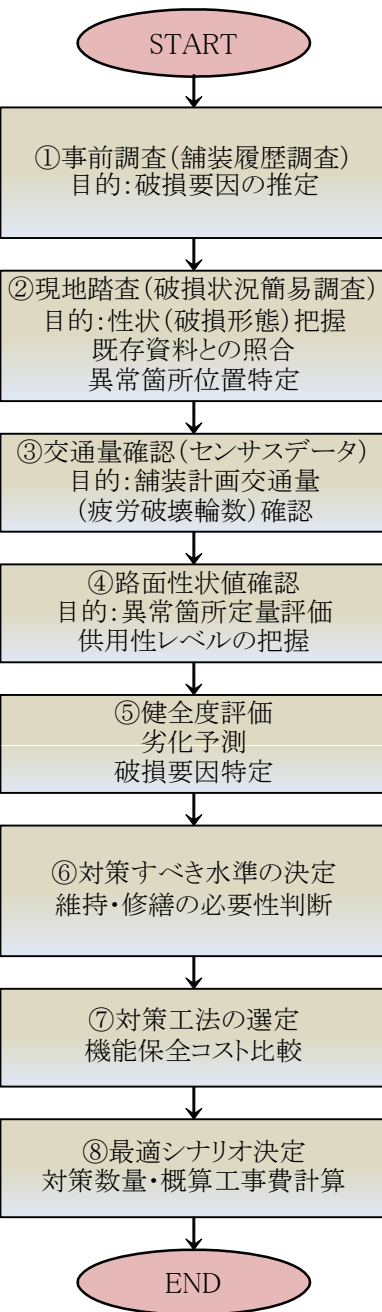 START
①事前調査(舗装履歴調査)
目的:破損要因の推定
②現地踏査(破損状況簡易調査)
目的:性状(破損形態)把握
既存資料との照合
異常箇所位置特定
③交通量確認(センサスデータ)
目的:舗装計画交通量
(疲労破壊輪数)確認
④路面性状値確認
目的:異常箇所定量評価
供用性レベルの把握
⑤健全度評価
劣化予測
破損要因特定
⑥対策すべき水準の決定
維持・修繕の必要性判断
⑦対策工法の選定
機能保全コスト比較
⑧最適シナリオ決定
対策数量・概算工事費計算
END